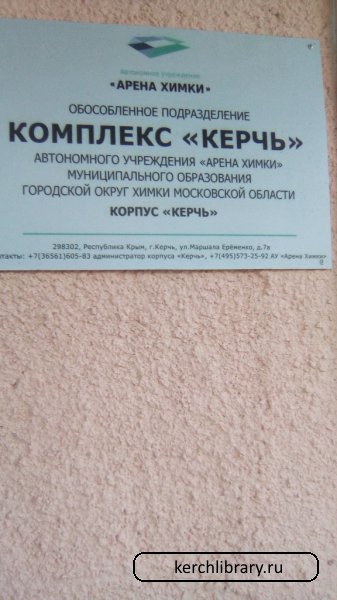 Автономное учреждение
«АРЕНА ХИМКИ»
ОБОСОБЛЕННОЕ ПОДРАЗДЕЛЕНИЕ
КОМПЛЕКС «КЕРЧЬ»
АВТОНОМНОГО УЧРЕЖДЕНИЯ «АРЕНА ХИМКИ»
МУНИЦИПАЛЬНОГО ОБРАЗОВАНИЯ
ГОРОДСКОЙ ОКРУГ ХИМКИ МОСКОВСКОЙ ОБЛАСТИ
КОРПУС «КЕРЧЬ»
298302, Республика Крым, г.Керчь, ул.Маршала Ерёменко, д.7в
нтакты: +7(36561)605-83 администратор корпуса «Керчь», +7(495)573-25-92 АУ «Арена Химки»
kerchlibrary.ru